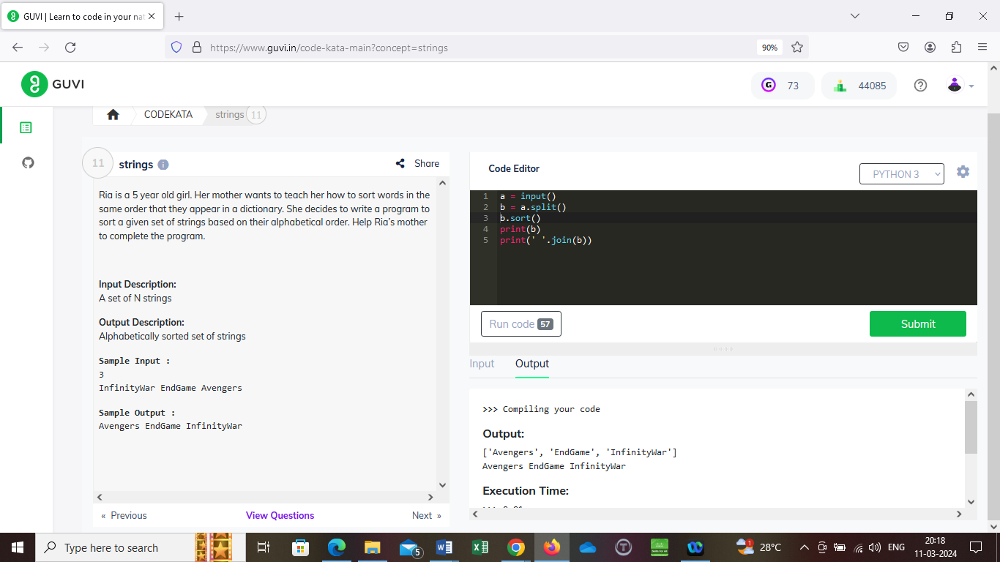 GUVI | Learn to code in your nat
https://www.guvi.in/code-kata-main?concept=strings
90%
GUVI
G
73
44085
CODEKATA
strings
11
11
strings
i
Share
Ria is a 5 year old girl. Her mother wants to teach her how to sort words in the
same order that they appear in a dictionary. She decides to write a program to
sort a given set of strings based on their alphabetical order. Help Ria's mother
to complete the program.
Input Description:
A set of N strings
Output Description:
Alphabetically sorted set of strings
Sample Input :
3
InfinityWar EndGame Avengers
Sample Output :
Avengers EndGame InfinityWar
« Previous
View Questions
Next »
Code Editor
PYTHON 3
1 a = input()
2 b = a.split()
3 b.sort()
4 print(b)
5 print(' '.join(b))
Run code 57
Submit
Input
Output
>>> Compiling your code
Output:
['Avengers', 'EndGame', 'InfinityWar']
Avengers EndGame InfinityWar
Execution Time:
Type here to search
5
1
28°C
ENG
20:18
11-03-2024